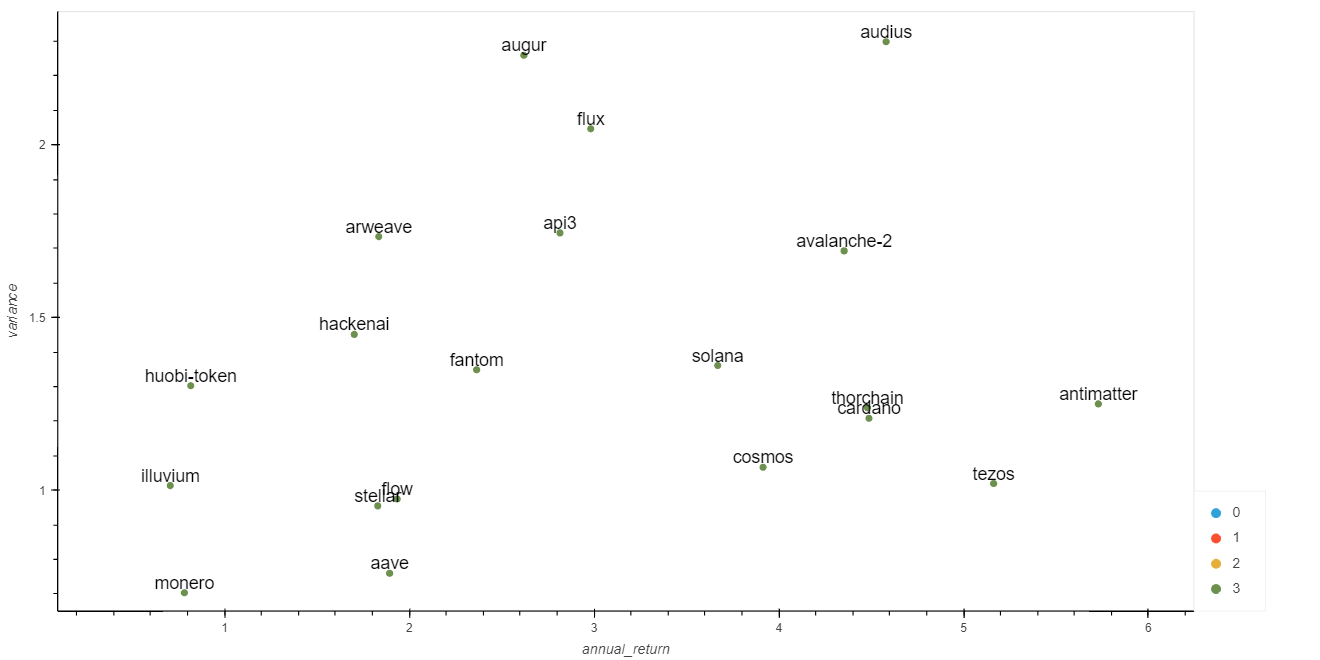 audius
augur
flux
2
arweave
api3
avalanche-2
variance
1.5
hackenai
solana
fantom
huobi-token
antimatter
thorchain
cardano
cosmos
tezos
illuvium
flow
1
stellar
0
1
aave
2
monero
3
1
2
3
4
5
6
annual_return